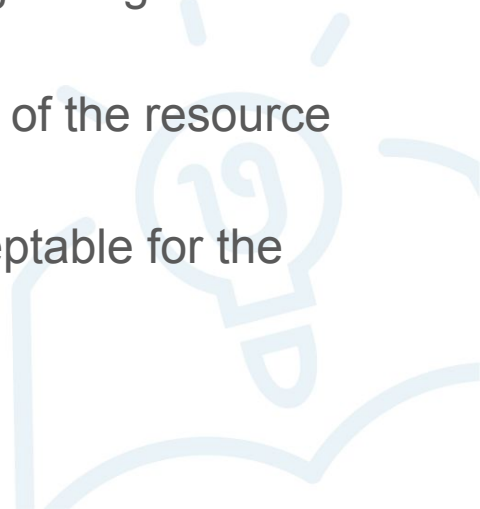 of the resource
eptable for the